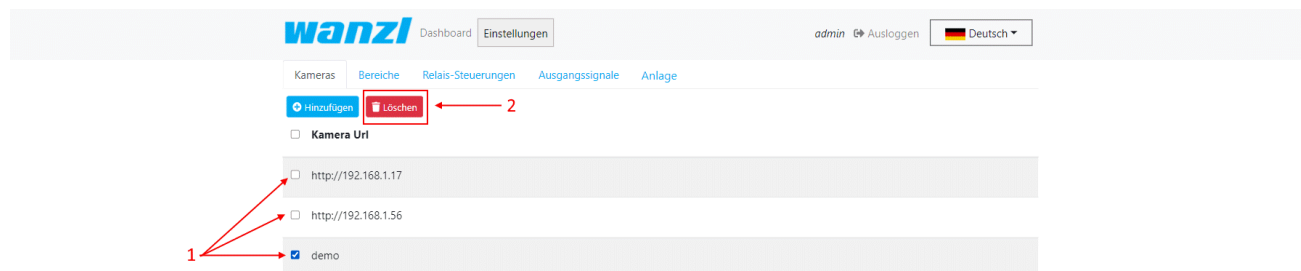 wanzl Dashboard Einstellungen admin Ausloggen Deutsch
Kameras Bereiche Relais-Steuerungen Ausgangssignale Anlage
Hinzufügen Löschen 2
Kamera Url
http://192.168.1.17
http://192.168.1.56
1 demo